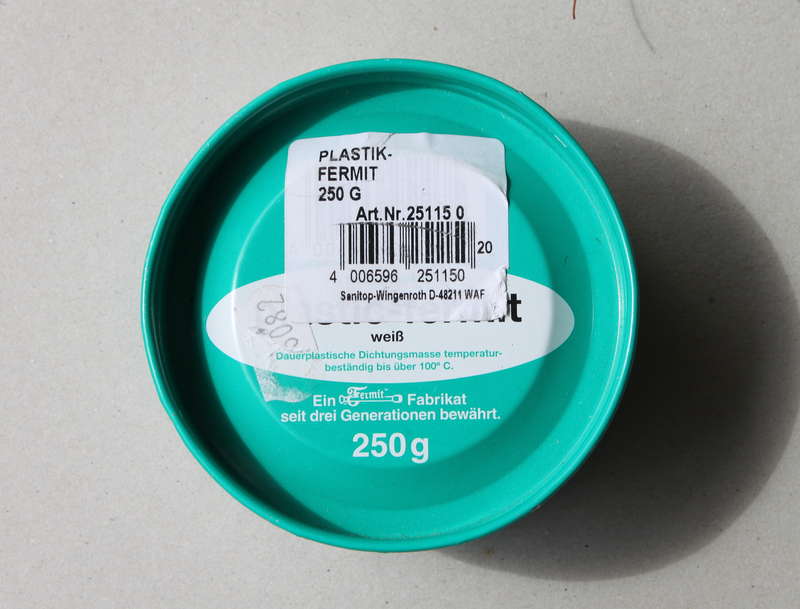 PLASTIK-
FERMIT
250 G
Art.Nr.25115 0
20
4 006596 251150
Sanitop-Wingenroth D-48211 WAF
weiß
Dauerplastische Dichtungsmasse temperatur-
beständig bis über 100° C.
Ein Fermit Fabrikat
seit drei Generationen bewährt.
250 g